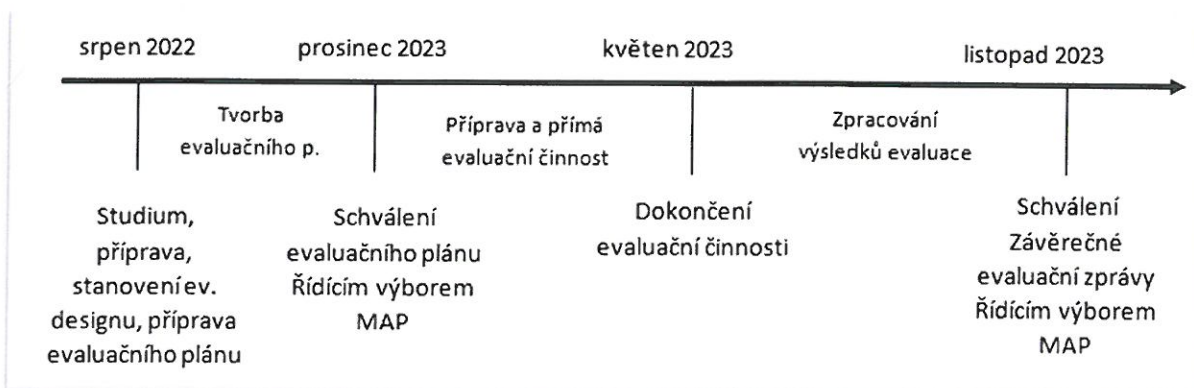 srpen 2022
prosinec 2023
květen 2023
listopad 2023
Tvorba
evaluačního p.
Příprava a přímá
evaluační činnost
Zpracování
výsledků evaluace
Studium,
příprava,
stanovení ev.
designu, příprava
evaluačního plánu
Schválení
evaluačního plánu
Řídícím výborem
MAP
Dokončení
evaluační činnosti
Schválení
Závěrečné
evaluační zprávy
Řídícím výborem
MAP